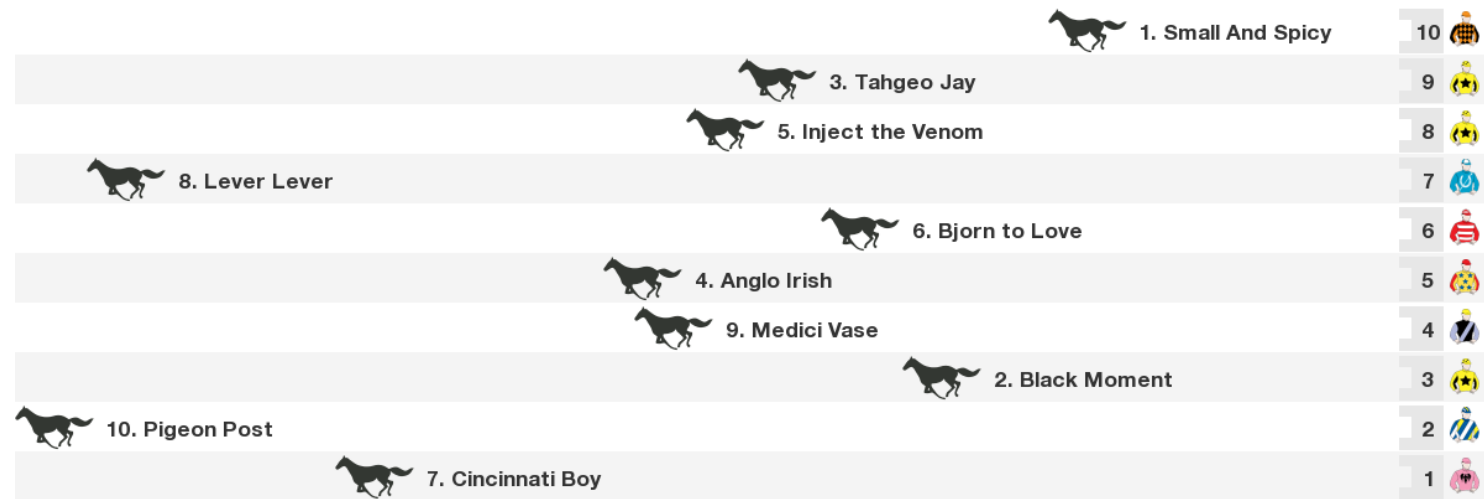 1. Small And Spicy 10
3. Tahgeo Jay 9
5. Inject the Venom 8
8. Lever Lever 7
6. Bjorn to Love 6
4. Anglo Irish 5
9. Medici Vase 4
2. Black Moment 3
10. Pigeon Post 2
7. Cincinnati Boy 1